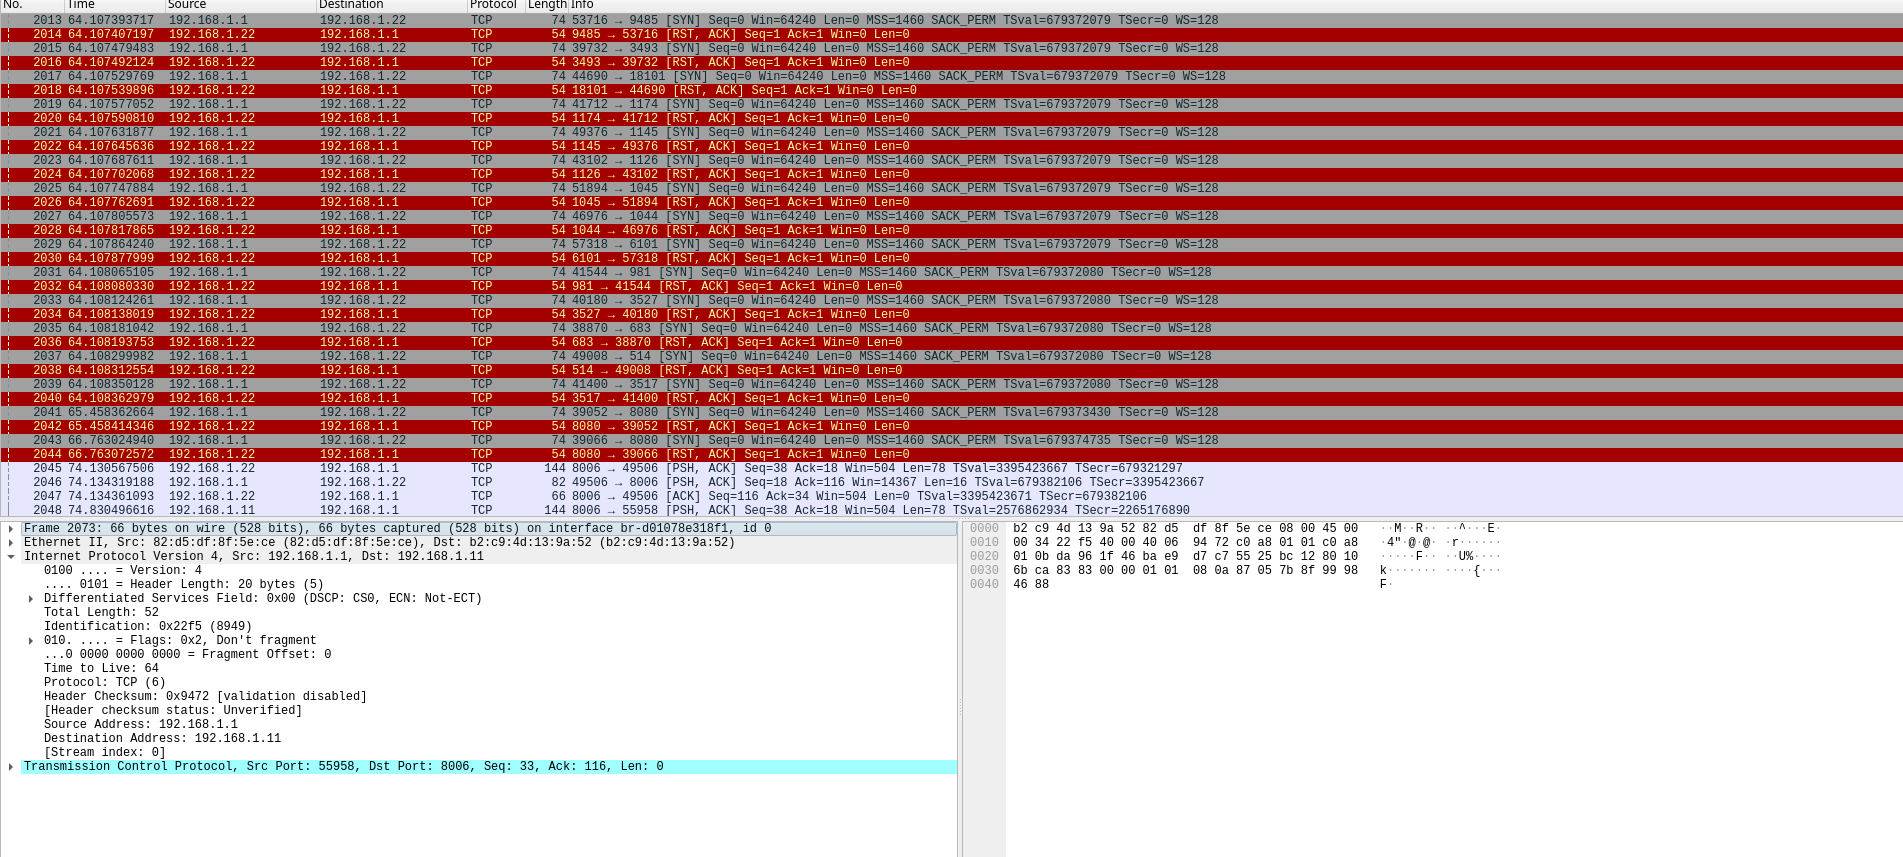 No. Time Source Destination Protocol Length Info
2013 64.107393717 192.168.1.1 192.168.1.22 TCP 74 53716 → 9485 [SYN] Seq=0 Win=64240 Len=0 MSS=1460 SACK_PERM TSval=679372079 TSecr=0 WS=128
2014 64.107407197 192.168.1.22 192.168.1.1 TCP 54 9485 → 53716 [RST, ACK] Seq=1 Ack=1 Win=0 Len=0
2015 64.107479483 192.168.1.1 192.168.1.22 TCP 74 39732 → 3493 [SYN] Seq=0 Win=64240 Len=0 MSS=1460 SACK_PERM TSval=679372079 TSecr=0 WS=128
2016 64.107492124 192.168.1.22 192.168.1.1 TCP 54 3493 → 39732 [RST, ACK] Seq=1 Ack=1 Win=0 Len=0
2017 64.107529769 192.168.1.1 192.168.1.22 TCP 74 44690 → 18101 [SYN] Seq=0 Win=64240 Len=0 MSS=1460 SACK_PERM TSval=679372079 TSecr=0 WS=128
2018 64.107539896 192.168.1.22 192.168.1.1 TCP 54 18101 → 44690 [RST, ACK] Seq=1 Ack=1 Win=0 Len=0
2019 64.107577052 192.168.1.1 192.168.1.22 TCP 74 41712 → 1174 [SYN] Seq=0 Win=64240 Len=0 MSS=1460 SACK_PERM TSval=679372079 TSecr=0 WS=128
2020 64.107590810 192.168.1.22 192.168.1.1 TCP 54 1174 → 41712 [RST, ACK] Seq=1 Ack=1 Win=0 Len=0
2021 64.107631877 192.168.1.1 192.168.1.22 TCP 74 49376 → 1145 [SYN] Seq=0 Win=64240 Len=0 MSS=1460 SACK_PERM TSval=679372079 TSecr=0 WS=128
2022 64.107645636 192.168.1.22 192.168.1.1 TCP 54 1145 → 49376 [RST, ACK] Seq=1 Ack=1 Win=0 Len=0
2023 64.107687611 192.168.1.1 192.168.1.22 TCP 74 43102 → 1126 [SYN] Seq=0 Win=64240 Len=0 MSS=1460 SACK_PERM TSval=679372079 TSecr=0 WS=128
2024 64.107702068 192.168.1.22 192.168.1.1 TCP 54 1126 → 43102 [RST, ACK] Seq=1 Ack=1 Win=0 Len=0
2025 64.107747884 192.168.1.1 192.168.1.22 TCP 74 51894 → 1045 [SYN] Seq=0 Win=64240 Len=0 MSS=1460 SACK_PERM TSval=679372079 TSecr=0 WS=128
2026 64.107762691 192.168.1.22 192.168.1.1 TCP 54 1045 → 51894 [RST, ACK] Seq=1 Ack=1 Win=0 Len=0
2027 64.107805573 192.168.1.1 192.168.1.22 TCP 74 46976 → 1044 [SYN] Seq=0 Win=64240 Len=0 MSS=1460 SACK_PERM TSval=679372079 TSecr=0 WS=128
2028 64.107817865 192.168.1.22 192.168.1.1 TCP 54 1044 → 46976 [RST, ACK] Seq=1 Ack=1 Win=0 Len=0
2029 64.107864240 192.168.1.1 192.168.1.22 TCP 74 57318 → 6101 [SYN] Seq=0 Win=64240 Len=0 MSS=1460 SACK_PERM TSval=679372079 TSecr=0 WS=128
2030 64.107877999 192.168.1.22 192.168.1.1 TCP 54 6101 → 57318 [RST, ACK] Seq=1 Ack=1 Win=0 Len=0
2031 64.108065105 192.168.1.1 192.168.1.22 TCP 74 41544 → 981 [SYN] Seq=0 Win=64240 Len=0 MSS=1460 SACK_PERM TSval=679372080 TSecr=0 WS=128
2032 64.108080330 192.168.1.22 192.168.1.1 TCP 54 981 → 41544 [RST, ACK] Seq=1 Ack=1 Win=0 Len=0
2033 64.108124261 192.168.1.1 192.168.1.22 TCP 74 40180 → 3527 [SYN] Seq=0 Win=64240 Len=0 MSS=1460 SACK_PERM TSval=679372080 TSecr=0 WS=128
2034 64.108138019 192.168.1.22 192.168.1.1 TCP 54 3527 → 40180 [RST, ACK] Seq=1 Ack=1 Win=0 Len=0
2035 64.108181042 192.168.1.1 192.168.1.22 TCP 74 38870 → 683 [SYN] Seq=0 Win=64240 Len=0 MSS=1460 SACK_PERM TSval=679372080 TSecr=0 WS=128
2036 64.108193753 192.168.1.22 192.168.1.1 TCP 54 683 → 38870 [RST, ACK] Seq=1 Ack=1 Win=0 Len=0
2037 64.108299982 192.168.1.1 192.168.1.22 TCP 74 49008 → 514 [SYN] Seq=0 Win=64240 Len=0 MSS=1460 SACK_PERM TSval=679372080 TSecr=0 WS=128
2038 64.108312554 192.168.1.22 192.168.1.1 TCP 54 514 → 49008 [RST, ACK] Seq=1 Ack=1 Win=0 Len=0
2039 64.108350128 192.168.1.1 192.168.1.22 TCP 74 41400 → 3517 [SYN] Seq=0 Win=64240 Len=0 MSS=1460 SACK_PERM TSval=679372080 TSecr=0 WS=128
2040 64.108362979 192.168.1.22 192.168.1.1 TCP 54 3517 → 41400 [RST, ACK] Seq=1 Ack=1 Win=0 Len=0
2041 65.458362664 192.168.1.1 192.168.1.22 TCP 74 39052 → 8080 [SYN] Seq=0 Win=64240 Len=0 MSS=1460 SACK_PERM TSval=679373430 TSecr=0 WS=128
2042 65.458414346 192.168.1.22 192.168.1.1 TCP 54 8080 → 39052 [RST, ACK] Seq=1 Ack=1 Win=0 Len=0
2043 66.763024940 192.168.1.1 192.168.1.22 TCP 74 39066 → 8080 [SYN] Seq=0 Win=64240 Len=0 MSS=1460 SACK_PERM TSval=679374735 TSecr=0 WS=128
2044 66.763072572 192.168.1.22 192.168.1.1 TCP 54 8080 → 39066 [RST, ACK] Seq=1 Ack=1 Win=0 Len=0
2045 74.130567506 192.168.1.22 192.168.1.1 TCP 144 8006 → 49506 [PSH, ACK] Seq=38 Ack=18 Win=504 Len=78 TSval=3395423667 TSecr=679321297
2046 74.134319188 192.168.1.1 192.168.1.22 TCP 82 49506 → 8006 [PSH, ACK] Seq=18 Ack=116 Win=14367 Len=16 TSval=679382106 TSecr=3395423667
2047 74.134361093 192.168.1.22 192.168.1.1 TCP 66 8006 → 49506 [ACK] Seq=116 Ack=34 Win=504 Len=0 TSval=3395423671 TSecr=679382106
2048 74.830496616 192.168.1.11 192.168.1.1 TCP 144 8006 → 55958 [PSH, ACK] Seq=38 Ack=18 Win=504 Len=78 TSval=2576862934 TSecr=2265176890
Frame 2073: 66 bytes on wire (528 bits), 66 bytes captured (528 bits) on interface br-d01078e318f1, id 0
Ethernet II, Src: 82:d5:df:8f:5e:ce (82:d5:df:8f:5e:ce), Dst: b2:c9:4d:13:9a:52 (b2:c9:4d:13:9a:52)
Internet Protocol Version 4, Src: 192.168.1.1, Dst: 192.168.1.11
0100 .... = Version: 4
.... 0101 = Header Length: 20 bytes (5)
Differentiated Services Field: 0x00 (DSCP: CS0, ECN: Not-ECT)
Total Length: 52
Identification: 0x22f5 (8949)
010. .... = Flags: 0x2, Don't fragment
...0 0000 0000 0000 = Fragment Offset: 0
Time to Live: 64
Protocol: TCP (6)
Header Checksum: 0x9472 [validation disabled]
[Header checksum status: Unverified]
Source Address: 192.168.1.1
Destination Address: 192.168.1.11
[Stream index: 0]
Transmission Control Protocol, Src Port: 55958, Dst Port: 8006, Seq: 33, Ack: 116, Len: 0
0000 b2 c9 4d 13 9a 52 82 d5 df 8f 5e ce 08 00 45 00 ··M··R·· ··^···E·
0010 00 34 22 f5 40 00 40 06 94 72 c0 a8 01 01 c0 a8 ·4"·@·@· ·r······
0020 01 0b da 96 1f 46 ba e9 d7 c7 55 25 bc 12 80 10 ·····F·· ··U%····
0030 6b ca 83 83 00 00 01 01 08 0a 87 05 7b 8f 99 98 k······· ····{···
0040 46 88 F·